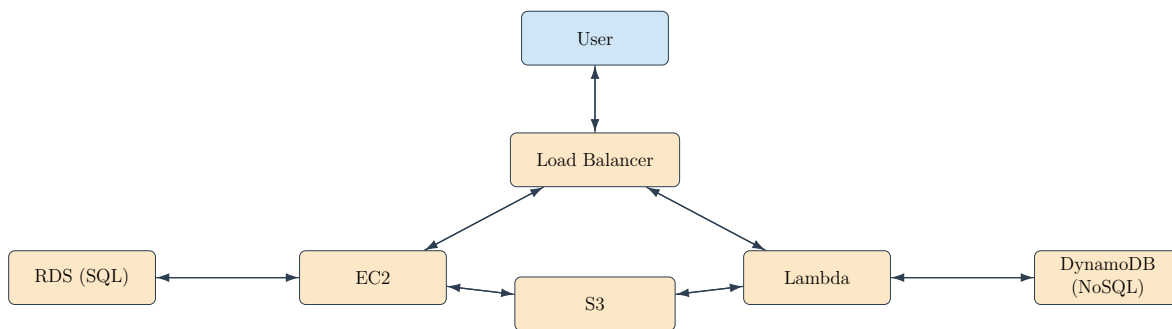 User
Load Balancer
RDS (SQL)
EC2
S3
Lambda
DynamoDB
(NoSQL)